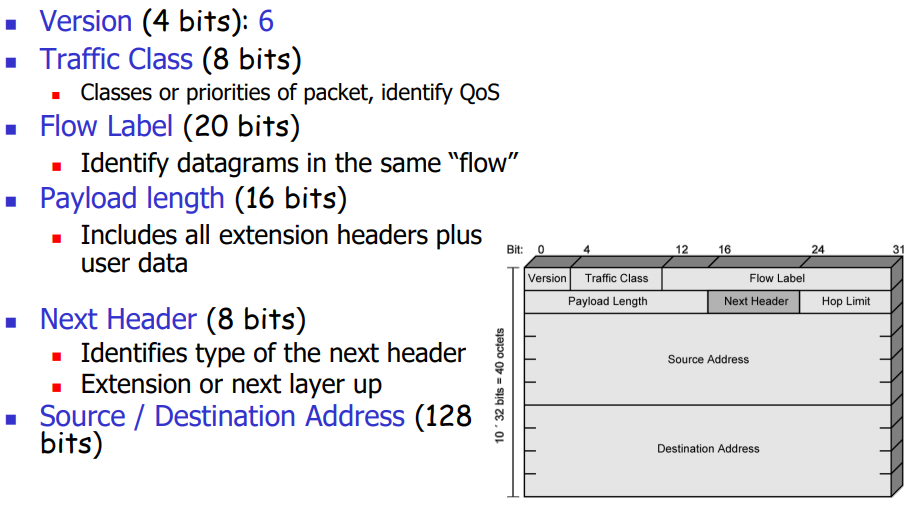 Version (4 bits): 6
Traffic Class (8 bits)
Classes or priorities of packet, identify QoS
Flow Label (20 bits)
Identify datagrams in the same “flow”
Payload length (16 bits)
Includes all extension headers plus
user data
Next Header (8 bits)
Identifies type of the next header
Extension or next layer up
Source / Destination Address (128
bits)
Bit: 0 4 12 16 24 31
Version Traffic Class Flow Label
Payload Length Next Header Hop Limit
Source Address
Destination Address
10 ´ 32 bits = 40 octets